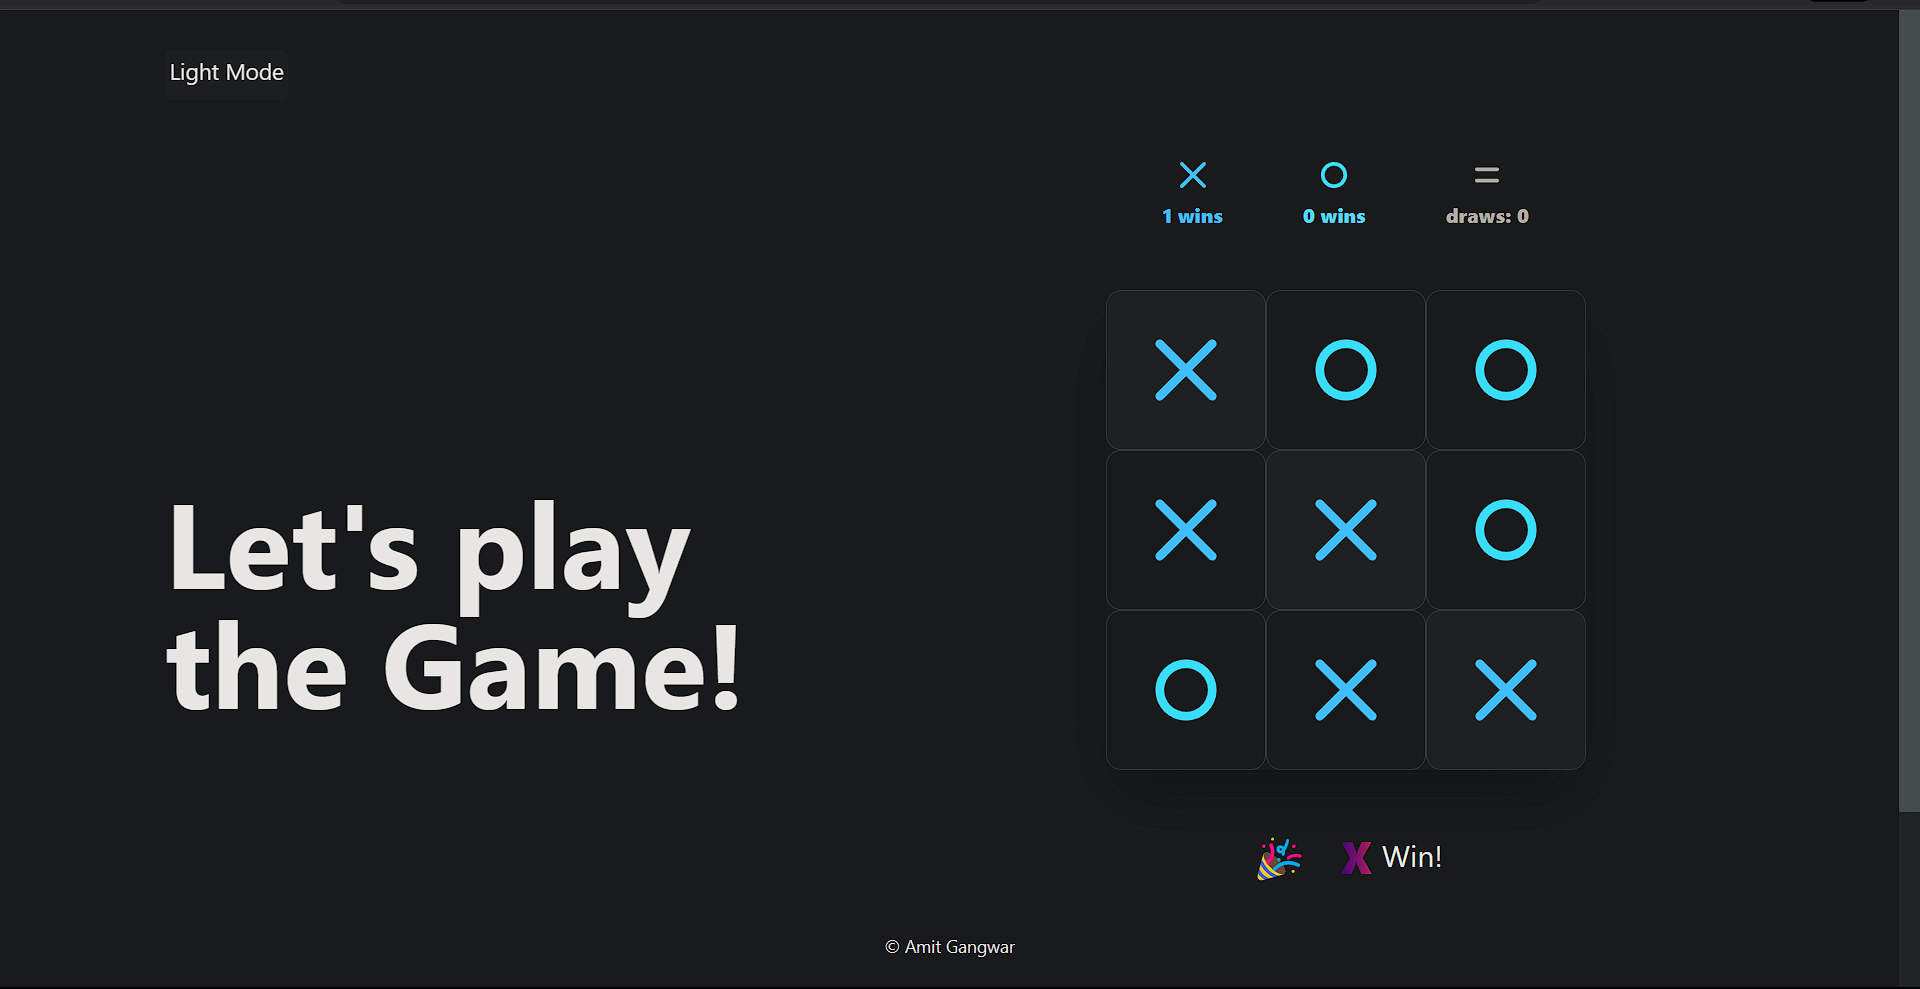 Light Mode
1 wins
0 wins
draws: 0
X O O
X X O
O X X
Let's play
the Game!
X Win!
© Amit Gangwar